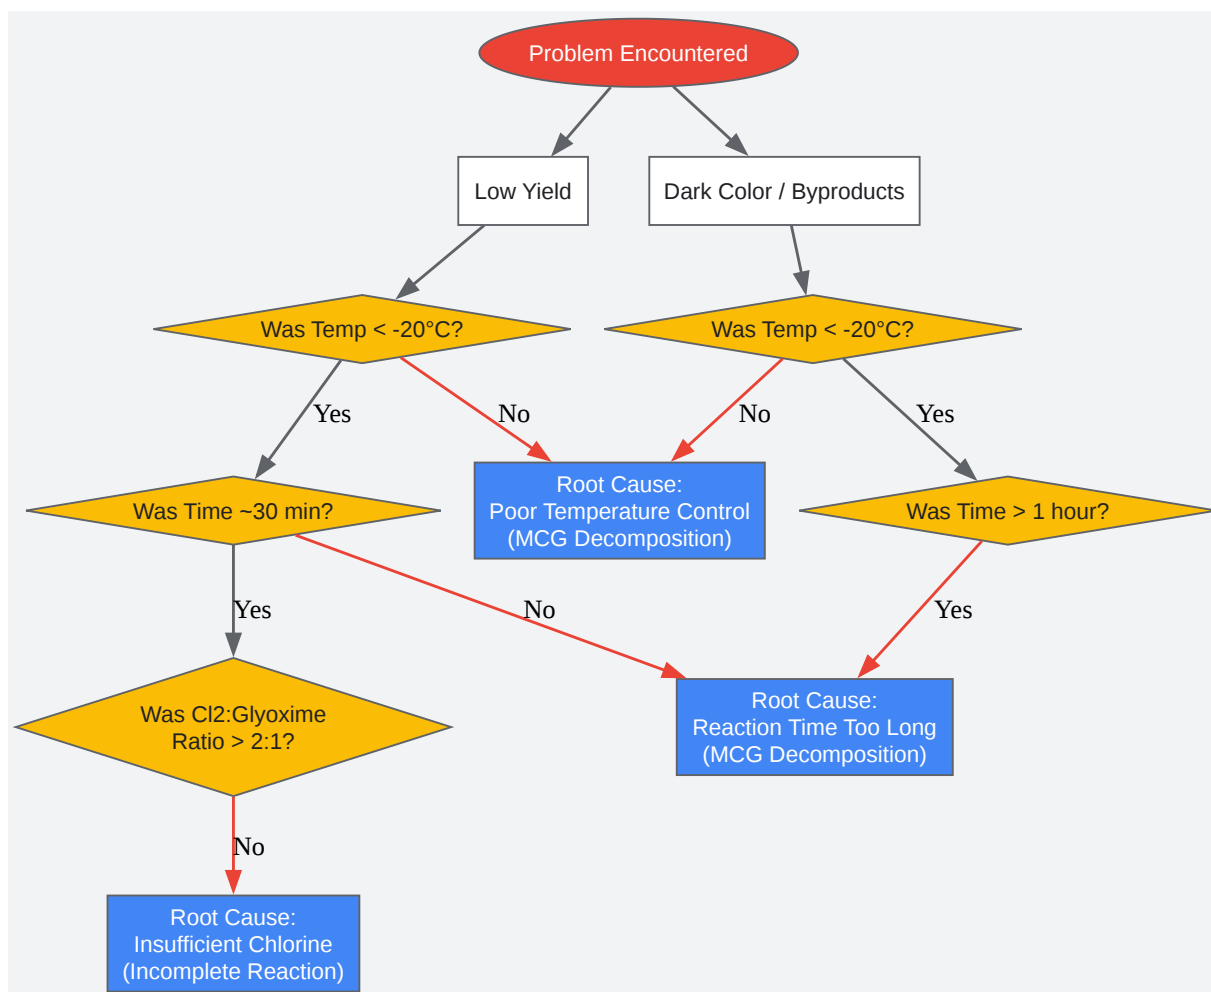 Problem Encountered
Low Yield
Dark Color / Byproducts
Was Temp < -20°C?
Was Temp < -20°C?
Yes
No
No
Yes
Was Time ~30 min?
Root Cause:
Poor Temperature Control
(MCG Decomposition)
Was Time > 1 hour?
Yes
No
Yes
Was Cl2:Glyoxime
Ratio > 2:1?
Root Cause:
Reaction Time Too Long
(MCG Decomposition)
No
Root Cause:
Insufficient Chlorine
(Incomplete Reaction)